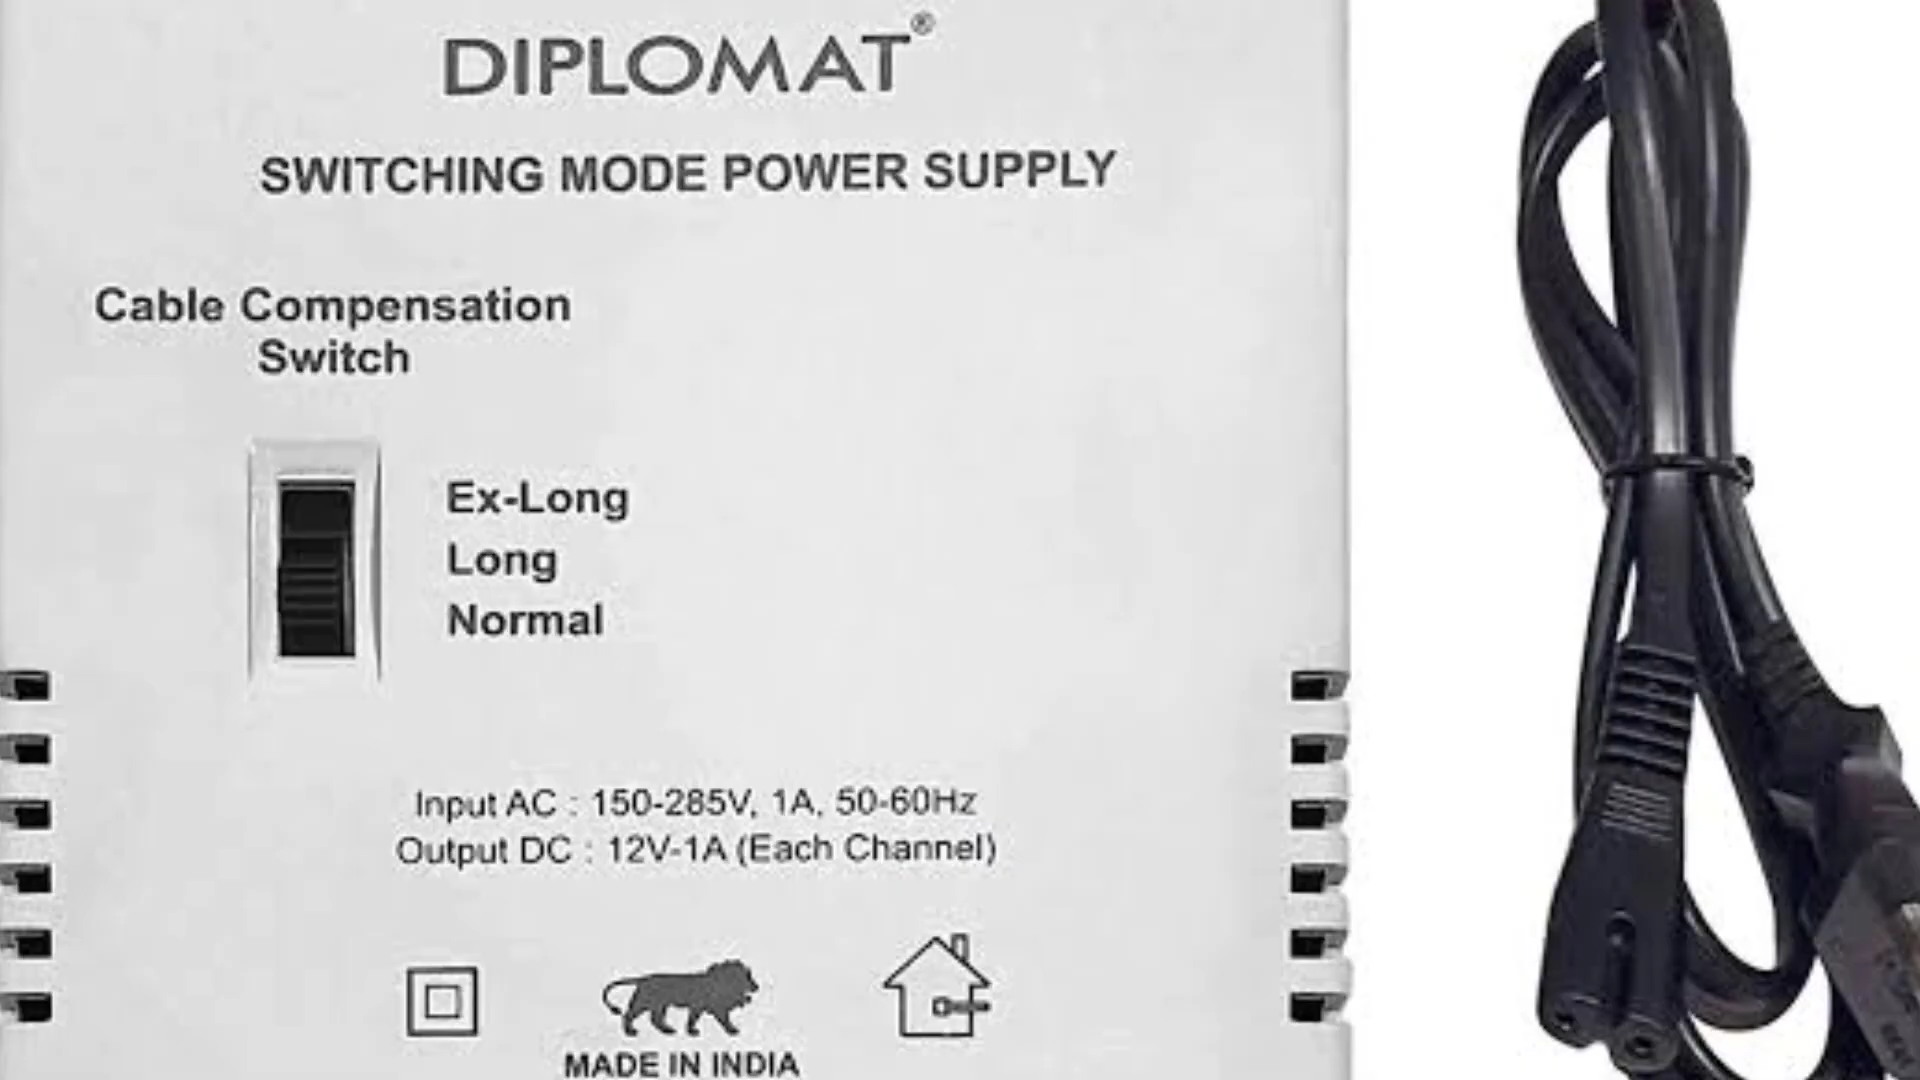 DIPLOMAT®
SWITCHING MODE POWER SUPPLY
Cable Compensation
Switch
Ex-Long
Long
Normal
Input AC : 150-285V, 1A, 50-60Hz
Output DC : 12V-1A (Each Channel)
MADE IN INDIA